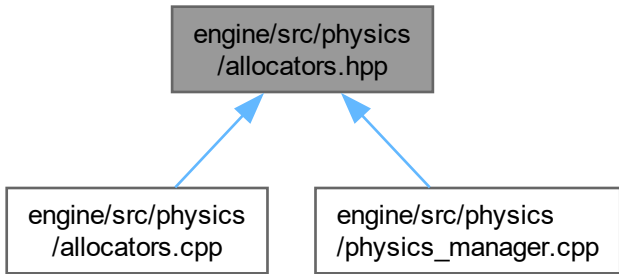 engine/src/physics
/allocators.hpp
engine/src/physics
/allocators.cpp
engine/src/physics
/physics_manager.cpp